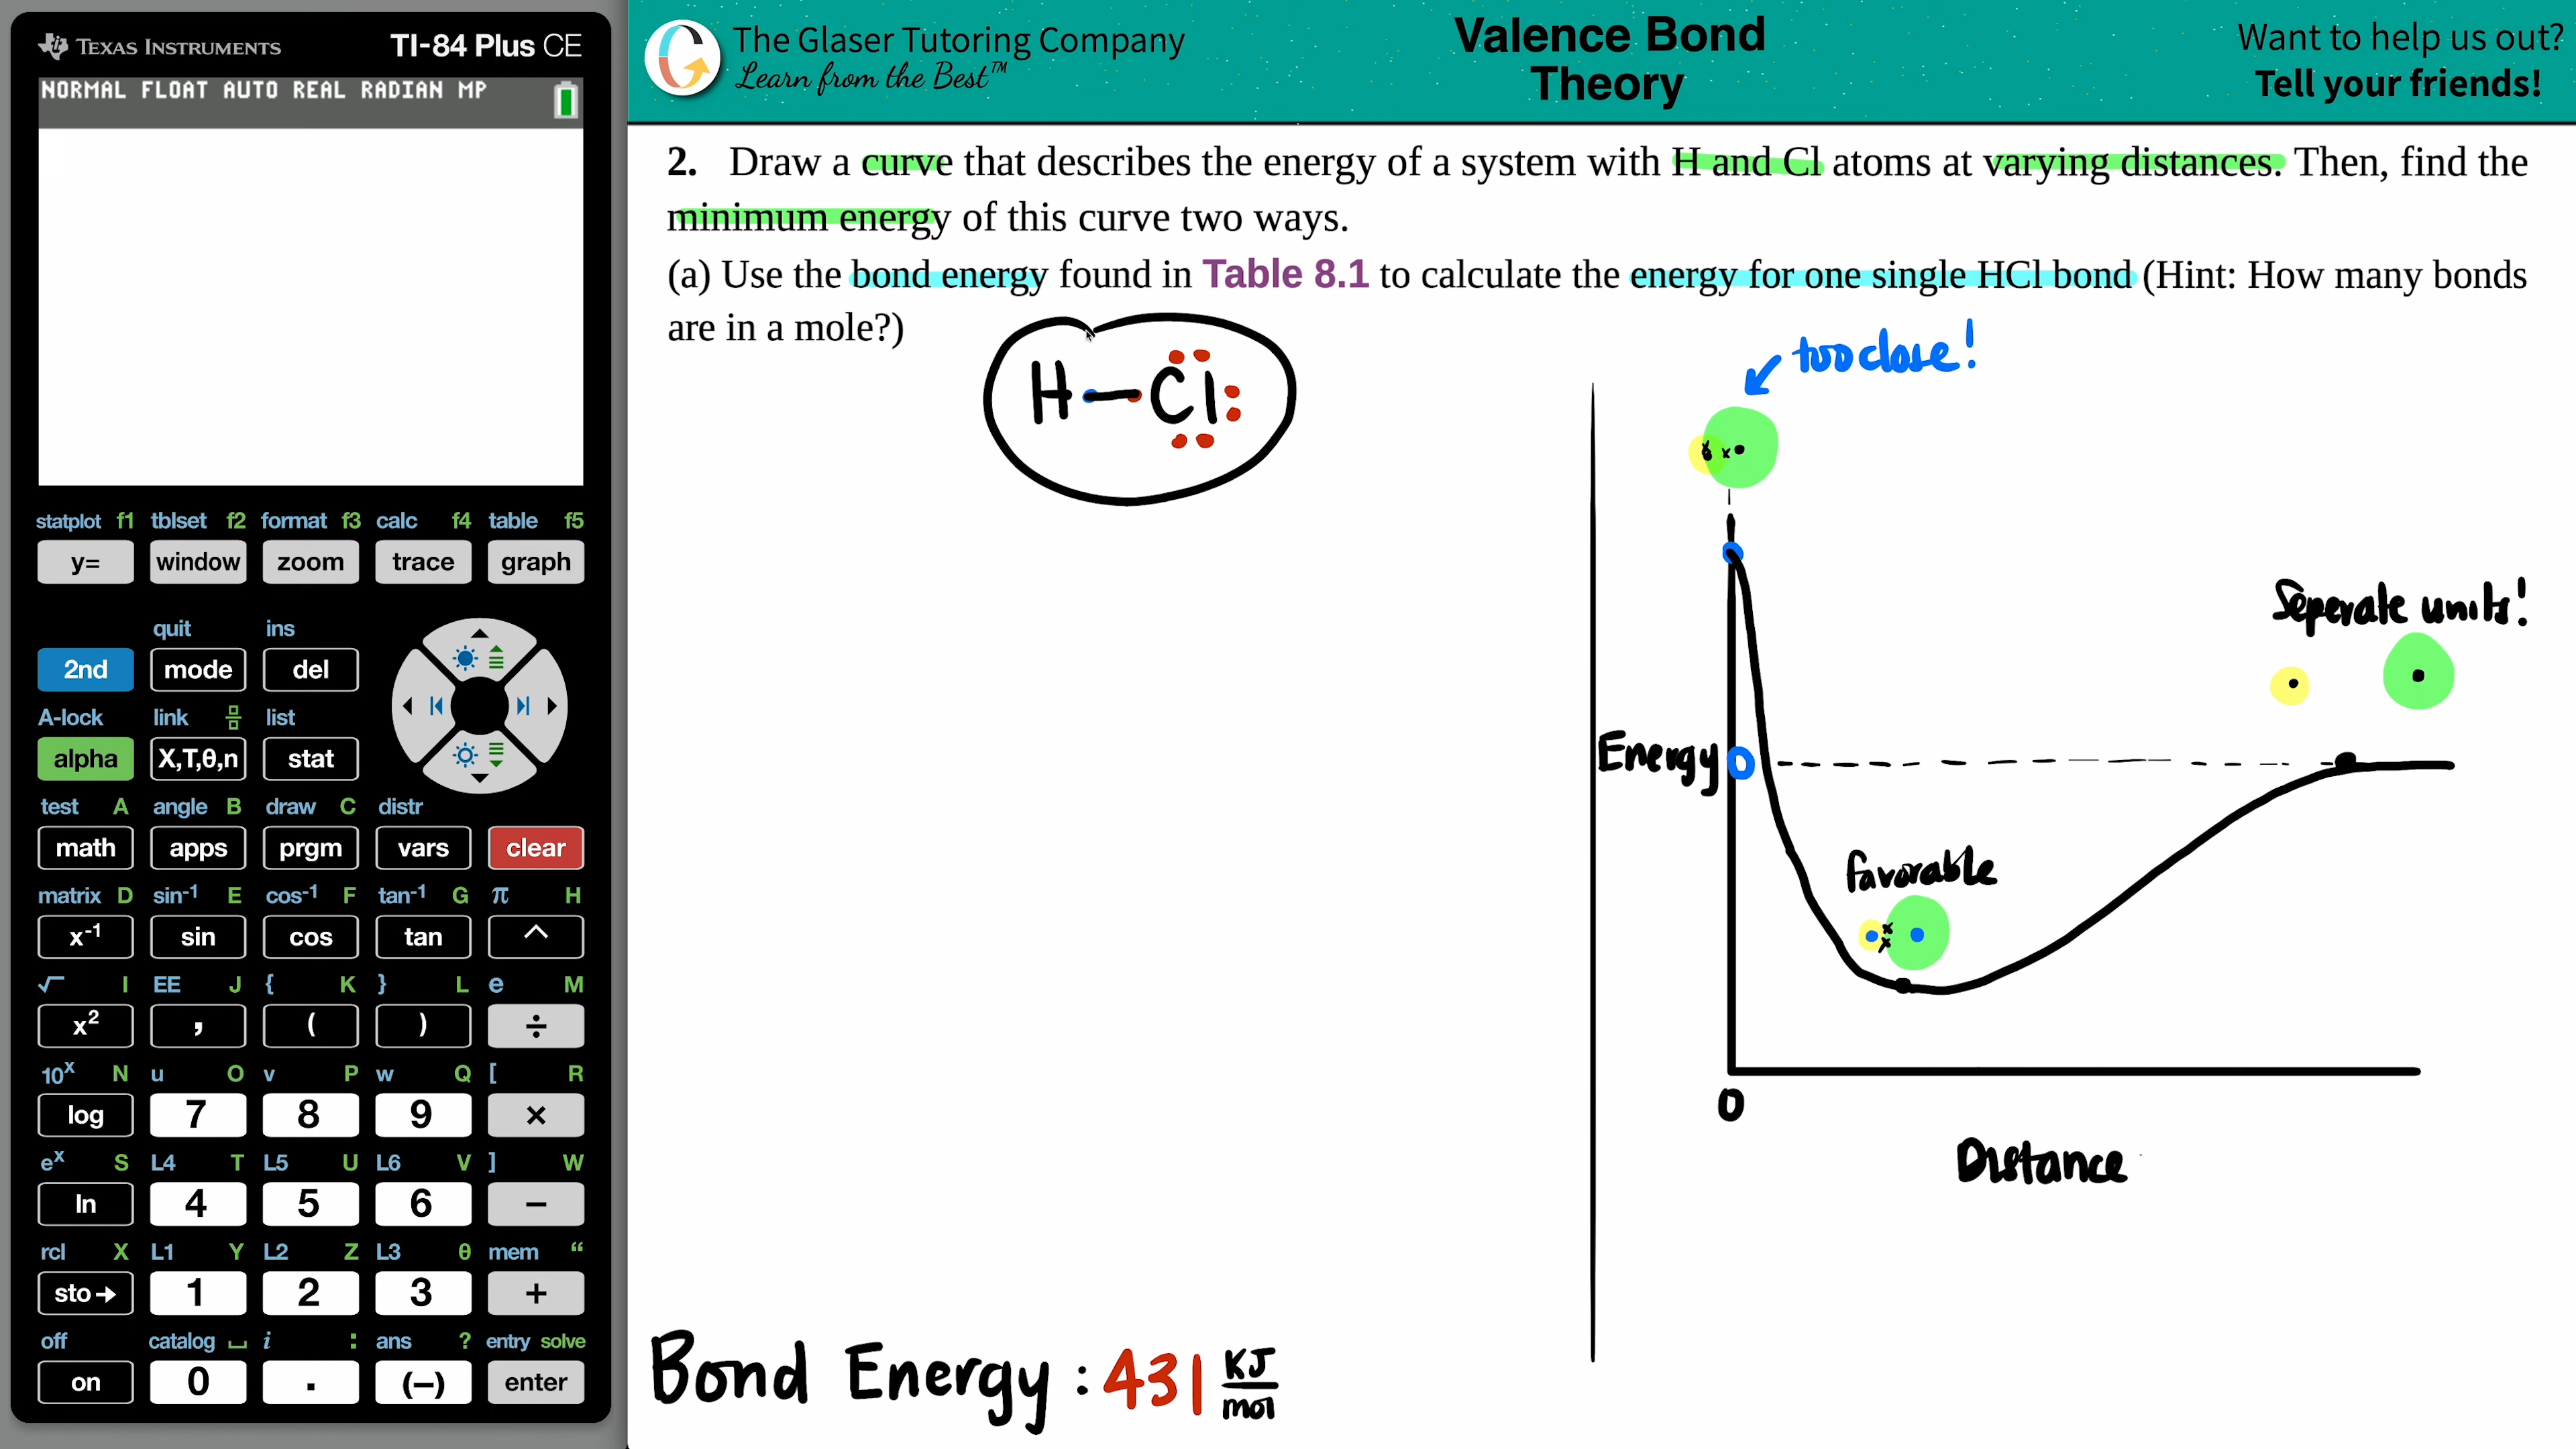 TEXAS INSTRUMENTS TI-84 Plus CE
NORMAL FLOAT AUTO REAL RADIAN MP
statplot f1 tblset f2 format f3 calc f4 table f5
y= window zoom trace graph
quit ins
2nd mode del
A-lock link list
alpha X,T,θ,n stat
test A angle B draw C distr
math apps prgm vars clear
matrix D sin⁻¹ E cos⁻¹ F tan⁻¹ G π H
x⁻¹ sin cos tan ^
√ I EE J { K } L e M
x² , ( ) ÷
10ˣ N u O v P w Q [ R
log 7 8 9 ×
eˣ S L4 T L5 U L6 V ] W
ln 4 5 6 −
rcl X L1 Y L2 Z L3 θ mem “
sto→ 1 2 3 +
off catalog ⎵ i : ans ? entry solve
on 0 . (−) enter
The Glaser Tutoring Company
Learn from the Best™
Valence Bond
Theory
Want to help us out?
Tell your friends!
2. Draw a curve that describes the energy of a system with H and Cl atoms at varying distances. Then, find the
minimum energy of this curve two ways.
(a) Use the bond energy found in Table 8.1 to calculate the energy for one single HCl bond (Hint: How many bonds
are in a mole?)
H—Cl
too close!
Seperate units!
Energy 0
favorable
0
Distance
Bond Energy : 431 KJ/mol